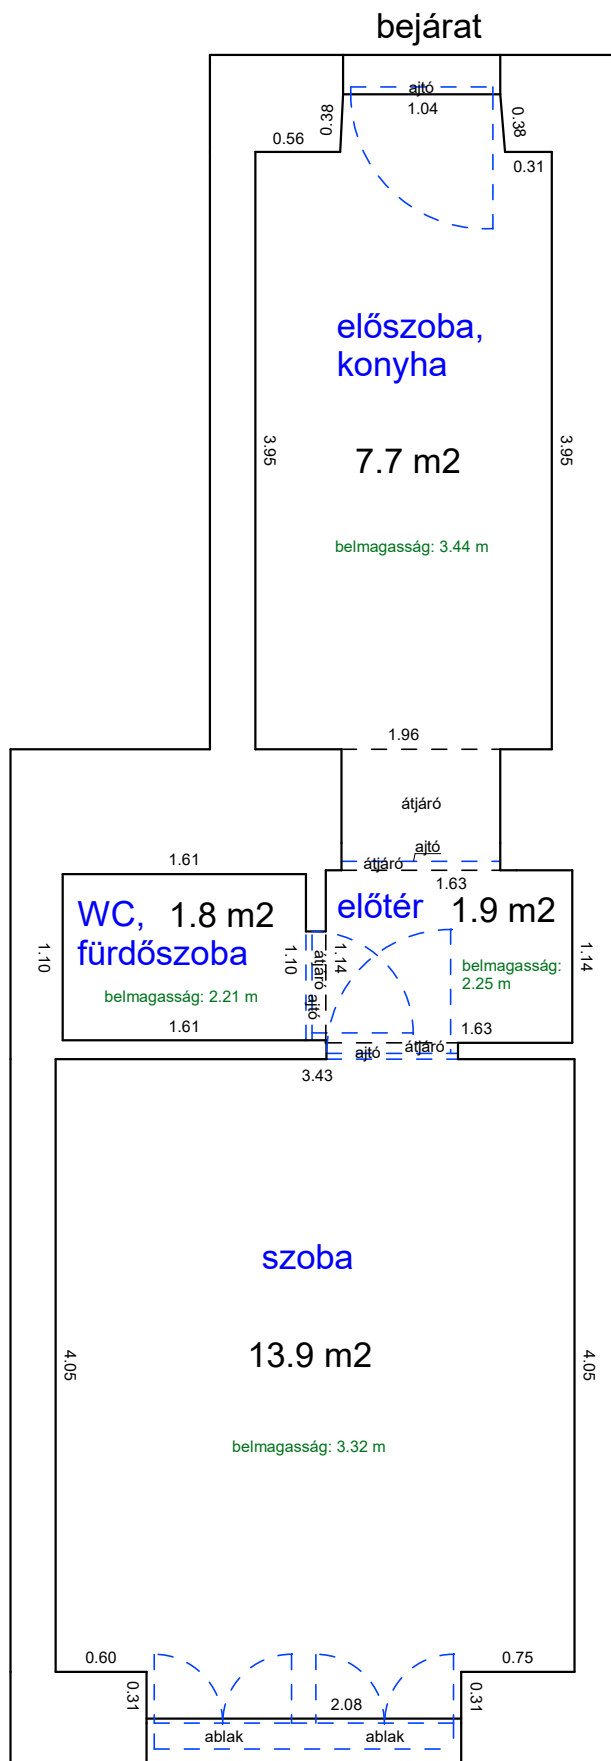 bejárat
ajtó
1.04
0.38
0.38
0.56
0.31
előszoba,
konyha
3.95
3.95
7.7 m2
belmagasság: 3.44 m
1.96
átjáró
ajtó
átjáró
1.61
1.63
WC,
fürdőszoba
1.8 m2
előtér
1.9 m2
1.10
1.10
átjáró
ajtó
1.14
1.14
belmagasság:
2.25 m
belmagasság: 2.21 m
1.61
1.63
átjáró
ajtó
3.43
szoba
13.9 m2
4.05
4.05
belmagasság: 3.32 m
0.60
0.75
0.31
0.31
2.08
ablak
ablak